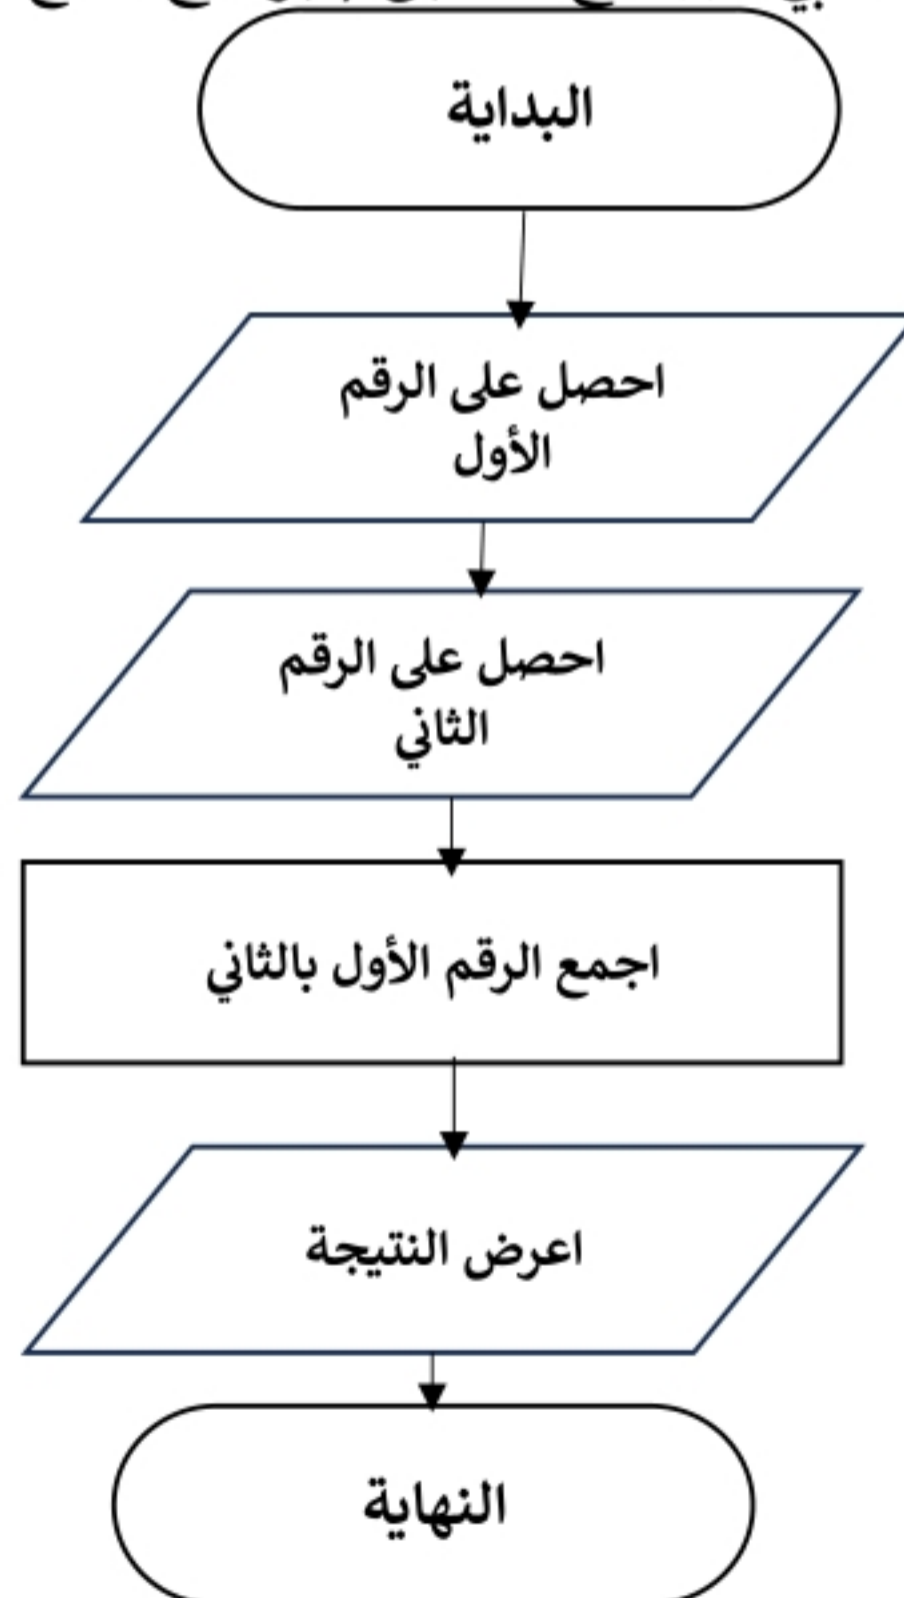 البداية
احصل على الرقم
الأول
احصل على الرقم
الثاني
اجمع الرقم الأول بالثاني
اعرض النتيجة
النهاية